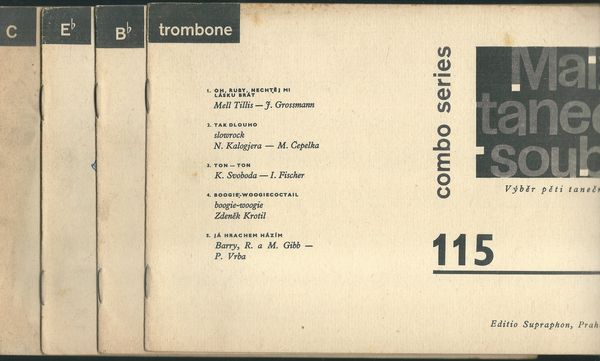 C
E♭
B♭
trombone
1. OH, RUBY, NECHTĚJ MI
LÁSKU BRÁT
Mell Tillis — J. Grossmann
2. TAK DLOUHO
slowrock
N. Kalogjera — M. Čepelka
3. TON — TON
K. Svoboda — I. Fischer
4. BOOGIE-WOOGIECOCTAIL
boogie-woogie
Zdeněk Krotil
5. JÁ HRACHEM HÁZÍM
Barry, R. a M. Gibb —
P. Vrba
combo series
Mal
taneč
soub
Výběr pěti tanečn
115
Editio Supraphon, Prah